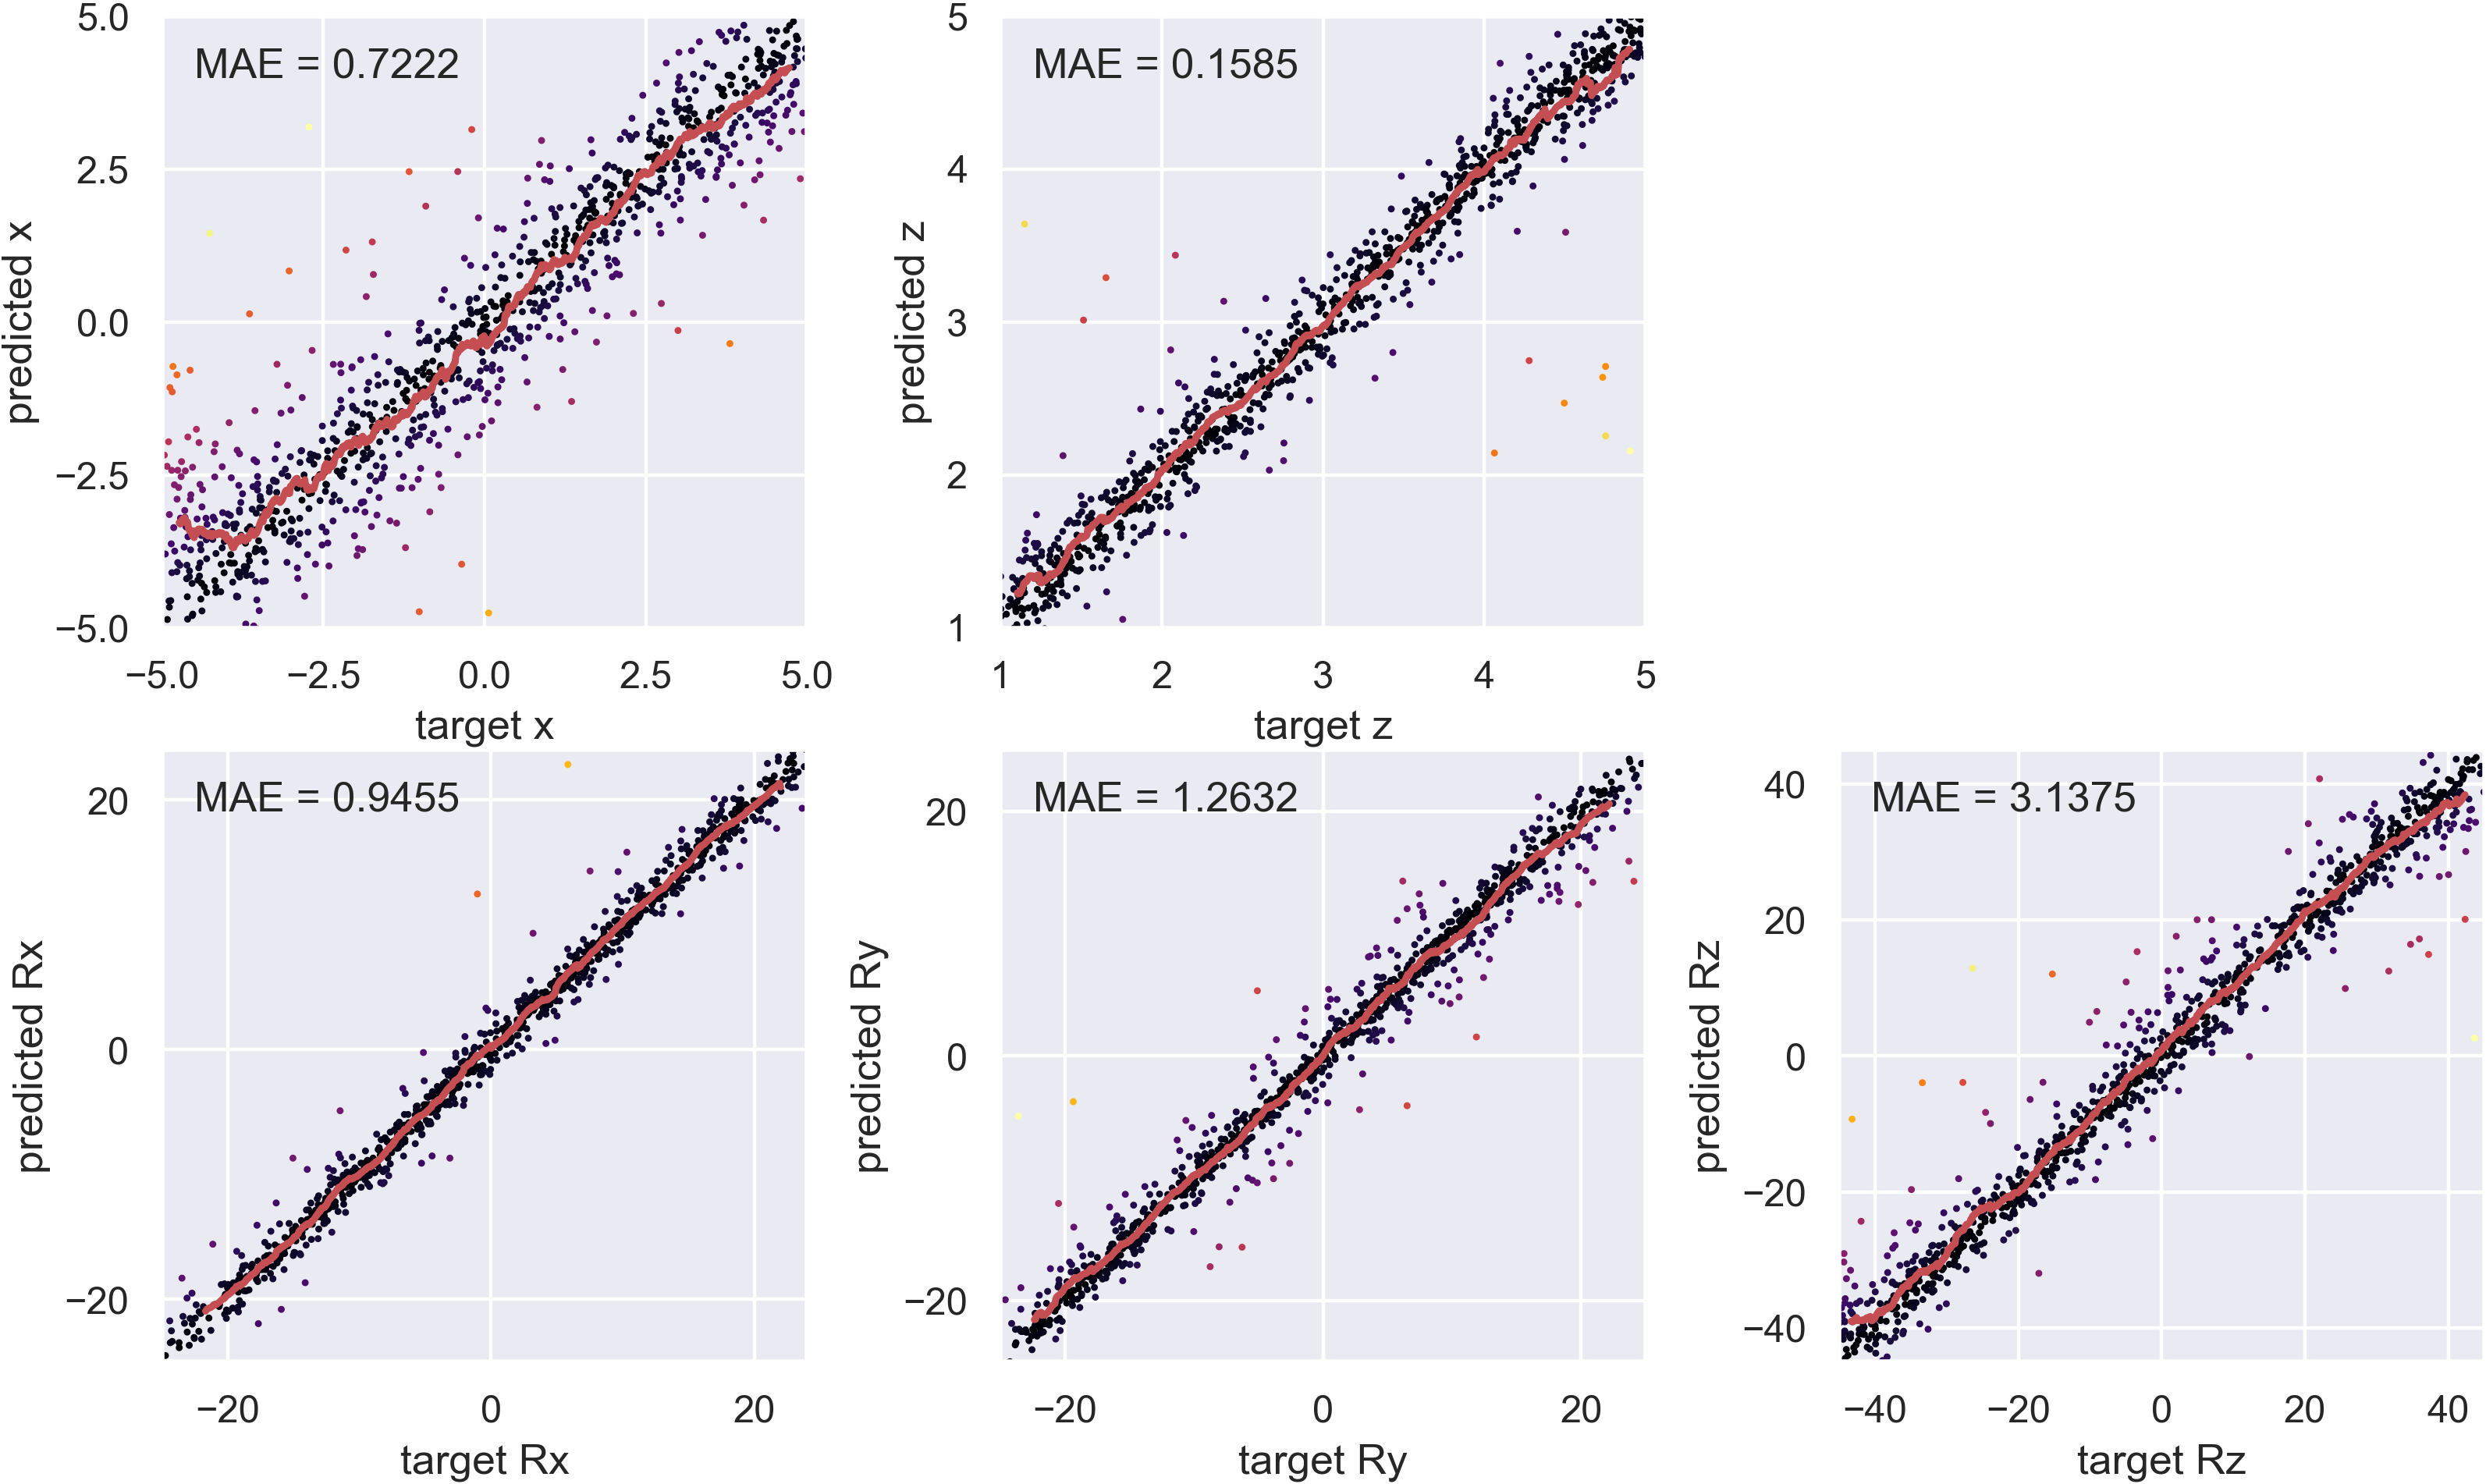 5.0
2.5
0.0
−2.5
−5.0
predicted x
MAE = 0.7222
−5.0 −2.5 0.0 2.5 5.0
target x
5
4
3
2
1
predicted z
MAE = 0.1585
1 2 3 4 5
target z
20
0
−20
predicted Rx
MAE = 0.9455
−20 0 20
target Rx
20
0
−20
predicted Ry
MAE = 1.2632
−20 0 20
target Ry
40
20
0
−20
−40
predicted Rz
MAE = 3.1375
−40 −20 0 20 40
target Rz